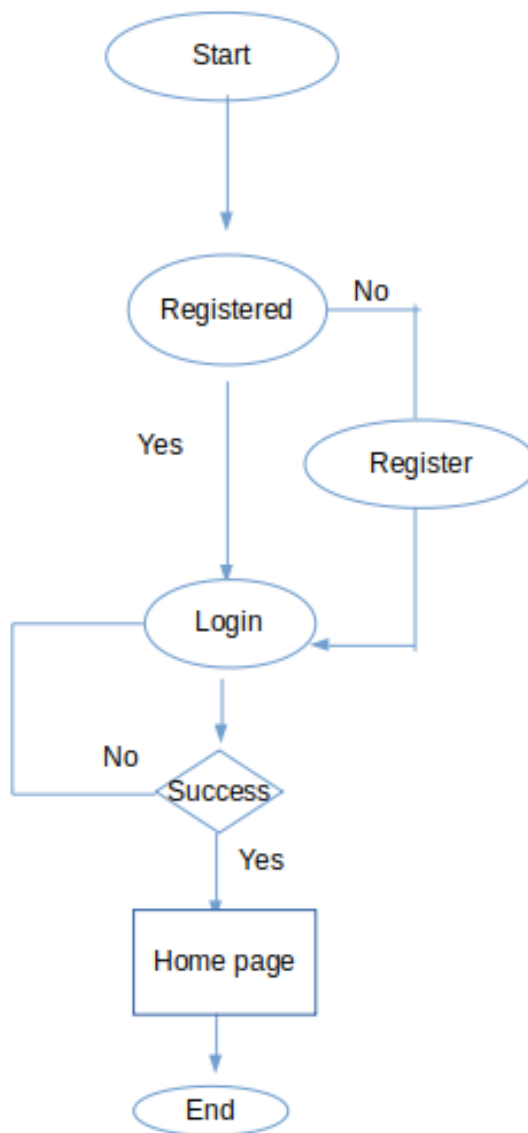 Start
Registered
No
Yes
Register
Login
No
Success
Yes
Home page
End